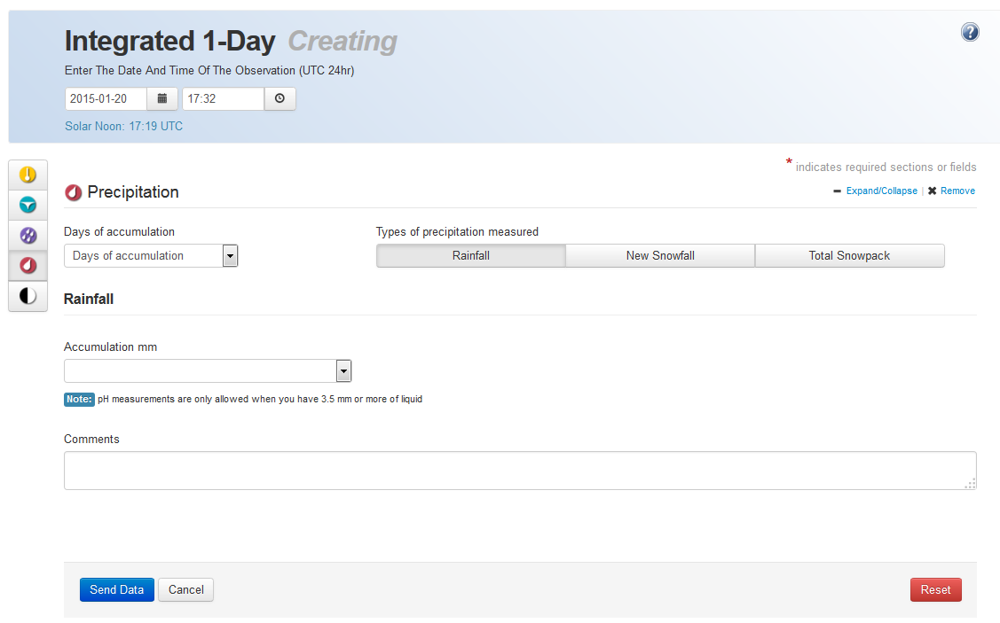 Integrated 1-Day Creating
Enter The Date And Time Of The Observation (UTC 24hr)
2015-01-20 17:32
Solar Noon: 17:19 UTC
* indicates required sections or fields
Precipitation
Expand/Collapse | Remove
Days of accumulation
Types of precipitation measured
Days of accumulation
Rainfall New Snowfall Total Snowpack
Rainfall
Accumulation mm
Note: pH measurements are only allowed when you have 3.5 mm or more of liquid
Comments
Send Data Cancel Reset